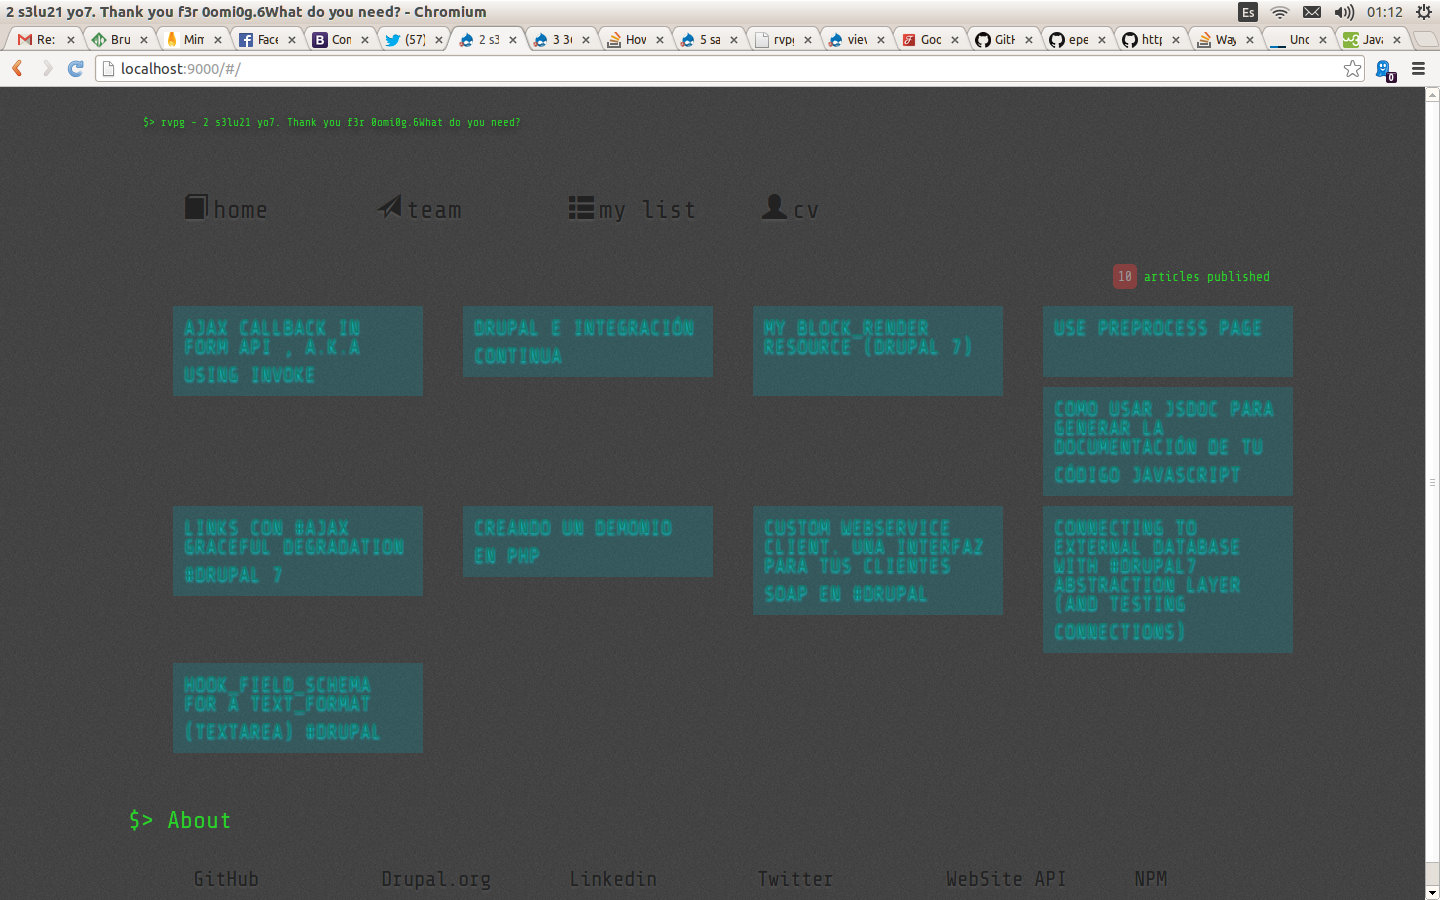 2 s3lu21 yo7. Thank you f3r 0omi0g.6What do you need? - Chromium
Es
01:12
Re:
Bru
Mim
Face
Con
(57)
2 s3
3 3
How
5 sa
rvpg
view
Goo
GitH
epe
http
Way
Unc
Java
localhost:9000/#/
0
$> rvpg - 2 s3lu21 yo7. Thank you f3r 0omi0g.6What do you need?
home
team
my list
cv
10 articles published
AJAX CALLBACK IN
FORM API , A.K.A
USING INVOKE
DRUPAL E INTEGRACIÓN
CONTINUA
MY BLOCK_RENDER
RESOURCE (DRUPAL 7)
USE PREPROCESS PAGE
COMO USAR JSDOC PARA
GENERAR LA
DOCUMENTACIÓN DE TU
CÓDIGO JAVASCRIPT
LINKS CON #AJAX
GRACEFUL DEGRADATION
#DRUPAL 7
CREANDO UN DEMONIO
EN PHP
CUSTOM WEBSERVICE
CLIENT. UNA INTERFAZ
PARA TUS CLIENTES
SOAP EN #DRUPAL
CONNECTING TO
EXTERNAL DATABASE
WITH #DRUPAL7
ABSTRACTION LAYER
(AND TESTING
CONNECTIONS)
HOOK_FIELD_SCHEMA
FOR A TEXT_FORMAT
(TEXTAREA) #DRUPAL
$> About
GitHub
Drupal.org
Linkedin
Twitter
WebSite API
NPM